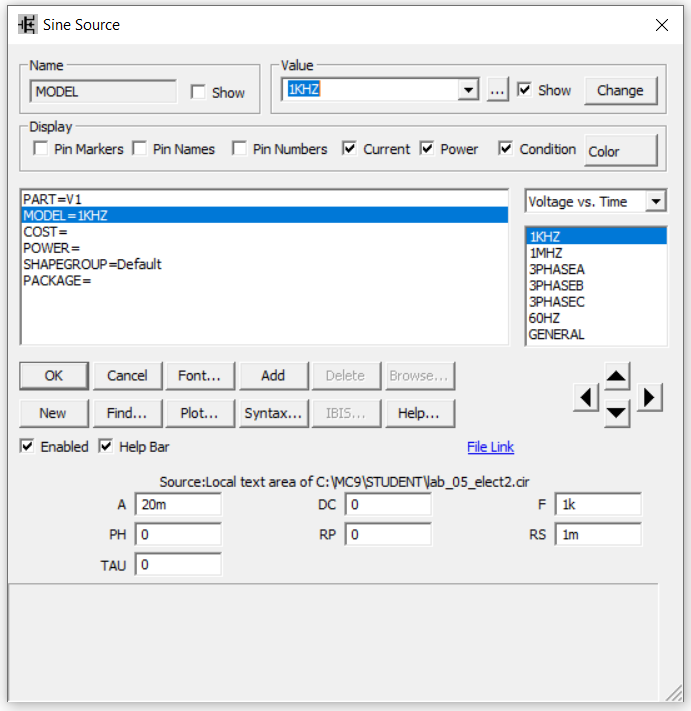 Sine Source
Name
MODEL
Show
Value
1KHZ
...
Show
Change
Display
Pin Markers
Pin Names
Pin Numbers
Current
Power
Condition
Color
PART=V1
MODEL=1KHZ
COST=
POWER=
SHAPEGROUP=Default
PACKAGE=
Voltage vs. Time
1KHZ
1MHZ
3PHASEA
3PHASEB
3PHASEC
60HZ
GENERAL
OK
Cancel
Font...
Add
Delete
Browse...
New
Find...
Plot...
Syntax...
IBIS...
Help...
Enabled
Help Bar
File Link
Source:Local text area of C:\MC9\STUDENT\lab_05_elect2.cir
A 20m
DC 0
F 1k
PH 0
RP 0
RS 1m
TAU 0